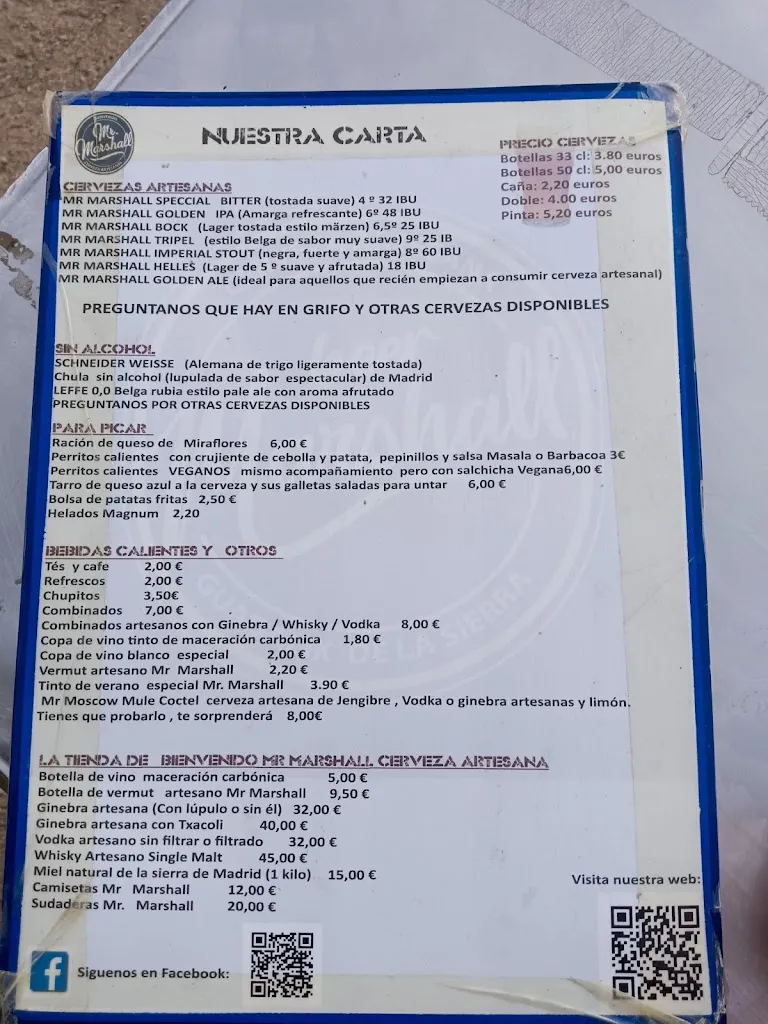 Mr. Marshall
NUESTRA CARTA
PRECIO CERVEZAS
Botellas 33 cl: 3.80 euros
Botellas 50 cl: 5,00 euros
Caña: 2,20 euros
Doble: 4.00 euros
Pinta: 5,20 euros
CERVEZAS ARTESANAS
MR MARSHALL SPECCIAL BITTER (tostada suave) 4 º 32 IBU
MR MARSHALL GOLDEN IPA (Amarga refrescante) 6º 48 IBU
MR MARSHALL BOCK (Lager tostada estilo märzen) 6,5º 25 IBU
MR MARSHALL TRIPEL (estilo Belga de sabor muy suave) 9º 25 IB
MR MARSHALL IMPERIAL STOUT (negra, fuerte y amarga) 8º 60 IBU
MR MARSHALL HELLES (Lager de 5 º suave y afrutada) 18 IBU
MR MARSHALL GOLDEN ALE (ideal para aquellos que recién empiezan a consumir cerveza artesanal)
PREGUNTANOS QUE HAY EN GRIFO Y OTRAS CERVEZAS DISPONIBLES
SIN ALCOHOL
SCHNEIDER WEISSE (Alemana de trigo ligeramente tostada)
Chula sin alcohol (lupulada de sabor espectacular) de Madrid
LEFFE 0,0 Belga rubia estilo pale ale con aroma afrutado
PREGUNTANOS POR OTRAS CERVEZAS DISPONIBLES
PARA PICAR
Ración de queso de Miraflores 6,00 €
Perritos calientes con crujiente de cebolla y patata, pepinillos y salsa Masala o Barbacoa 3€
Perritos calientes VEGANOS mismo acompañamiento pero con salchicha Vegana6,00 €
Tarro de queso azul a la cerveza y sus galletas saladas para untar 6,00 €
Bolsa de patatas fritas 2,50 €
Helados Magnum 2,20
BEBIDAS CALIENTES Y OTROS
Tés y cafe 2,00 €
Refrescos 2,00 €
Chupitos 3,50€
Combinados 7,00 €
Combinados artesanos con Ginebra / Whisky / Vodka 8,00 €
Copa de vino tinto de maceración carbónica 1,80 €
Copa de vino blanco especial 2,00 €
Vermut artesano Mr Marshall 2,20 €
Tinto de verano especial Mr. Marshall 3.90 €
Mr Moscow Mule Coctel cerveza artesana de Jengibre , Vodka o ginebra artesanas y limón.
Tienes que probarlo , te sorprenderá 8,00€
LA TIENDA DE BIENVENIDO MR MARSHALL CERVEZA ARTESANA
Botella de vino maceración carbónica 5,00 €
Botella de vermut artesano Mr Marshall 9,50 €
Ginebra artesana (Con lúpulo o sin él) 32,00 €
Ginebra artesana con Txacoli 40,00 €
Vodka artesano sin filtrar o filtrado 32,00 €
Whisky Artesano Single Malt 45,00 €
Miel natural de la sierra de Madrid (1 kilo) 15,00 €
Camisetas Mr Marshall 12,00 €
Sudaderas Mr. Marshall 20,00 €
Visita nuestra web:
Siguenos en Facebook: